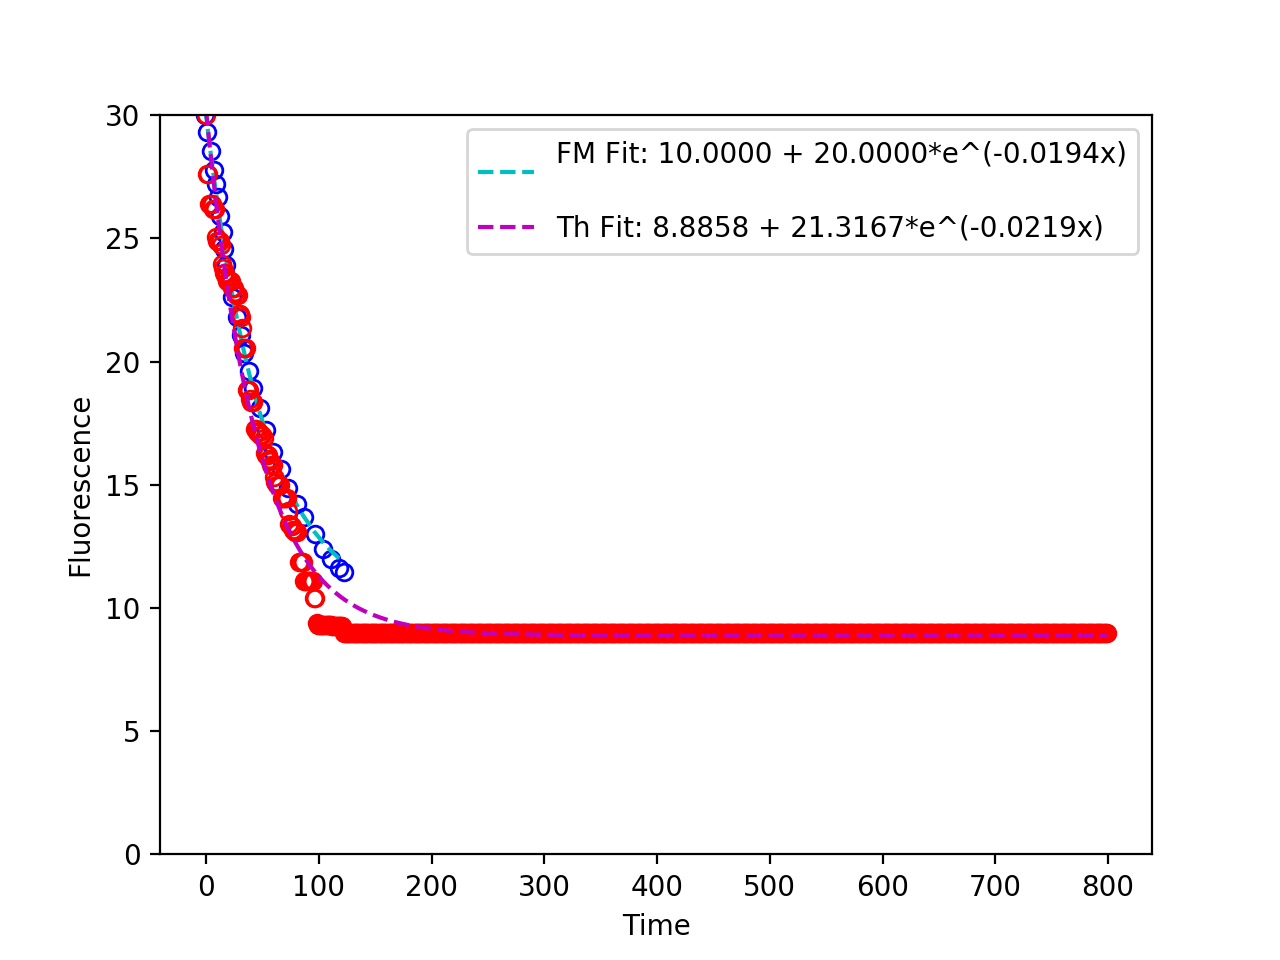 30
25
20
15
10
5
0
Fluorescence
FM Fit: 10.0000 + 20.0000*e^(-0.0194x)
Th Fit: 8.8858 + 21.3167*e^(-0.0219x)
0 100 200 300 400 500 600 700 800
Time